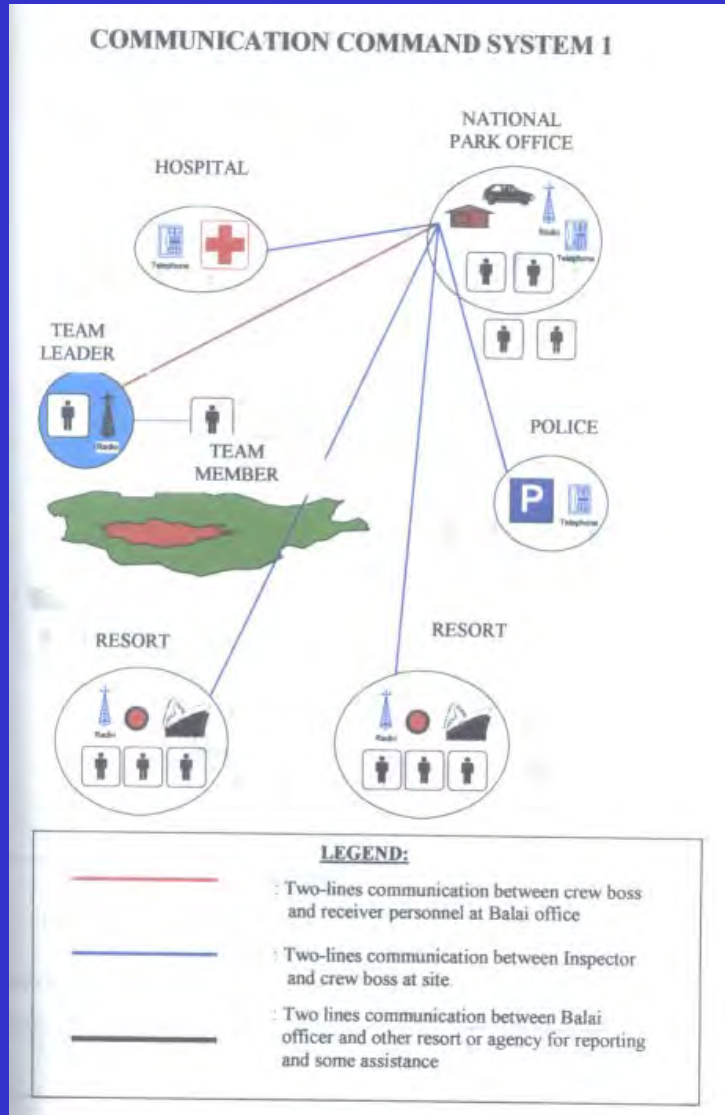 COMMUNICATION COMMAND SYSTEM 1
NATIONAL
PARK OFFICE
HOSPITAL
Radio
Telephone
Telephone
TEAM
LEADER
Radio
TEAM
MEMBER
POLICE
P
Telephone
RESORT
RESORT
Radio
Radio
LEGEND:
: Two-lines communication between crew boss
and receiver personnel at Balai office
: Two-lines communication between Inspector
and crew boss at site.
: Two lines communication between Balai
officer and other resort or agency for reporting
and some assistance